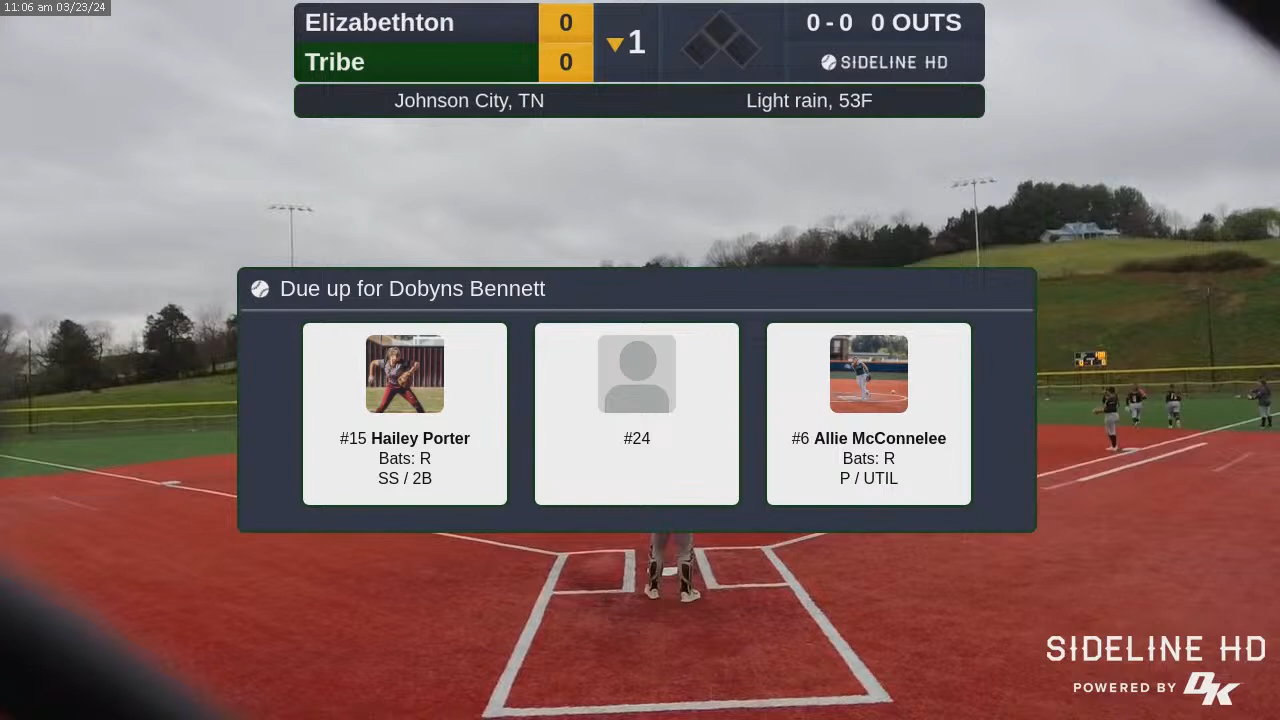 11:06 am 03/23/24
Elizabethton 0
Tribe 0
1
0 - 0 0 OUTS
SIDELINE HD
Johnson City, TN
Light rain, 53F
Due up for Dobyns Bennett
#15 Hailey Porter
Bats: R
SS / 2B
#24
#6 Allie McConnelee
Bats: R
P / UTIL
SIDELINE HD
POWERED BY DK